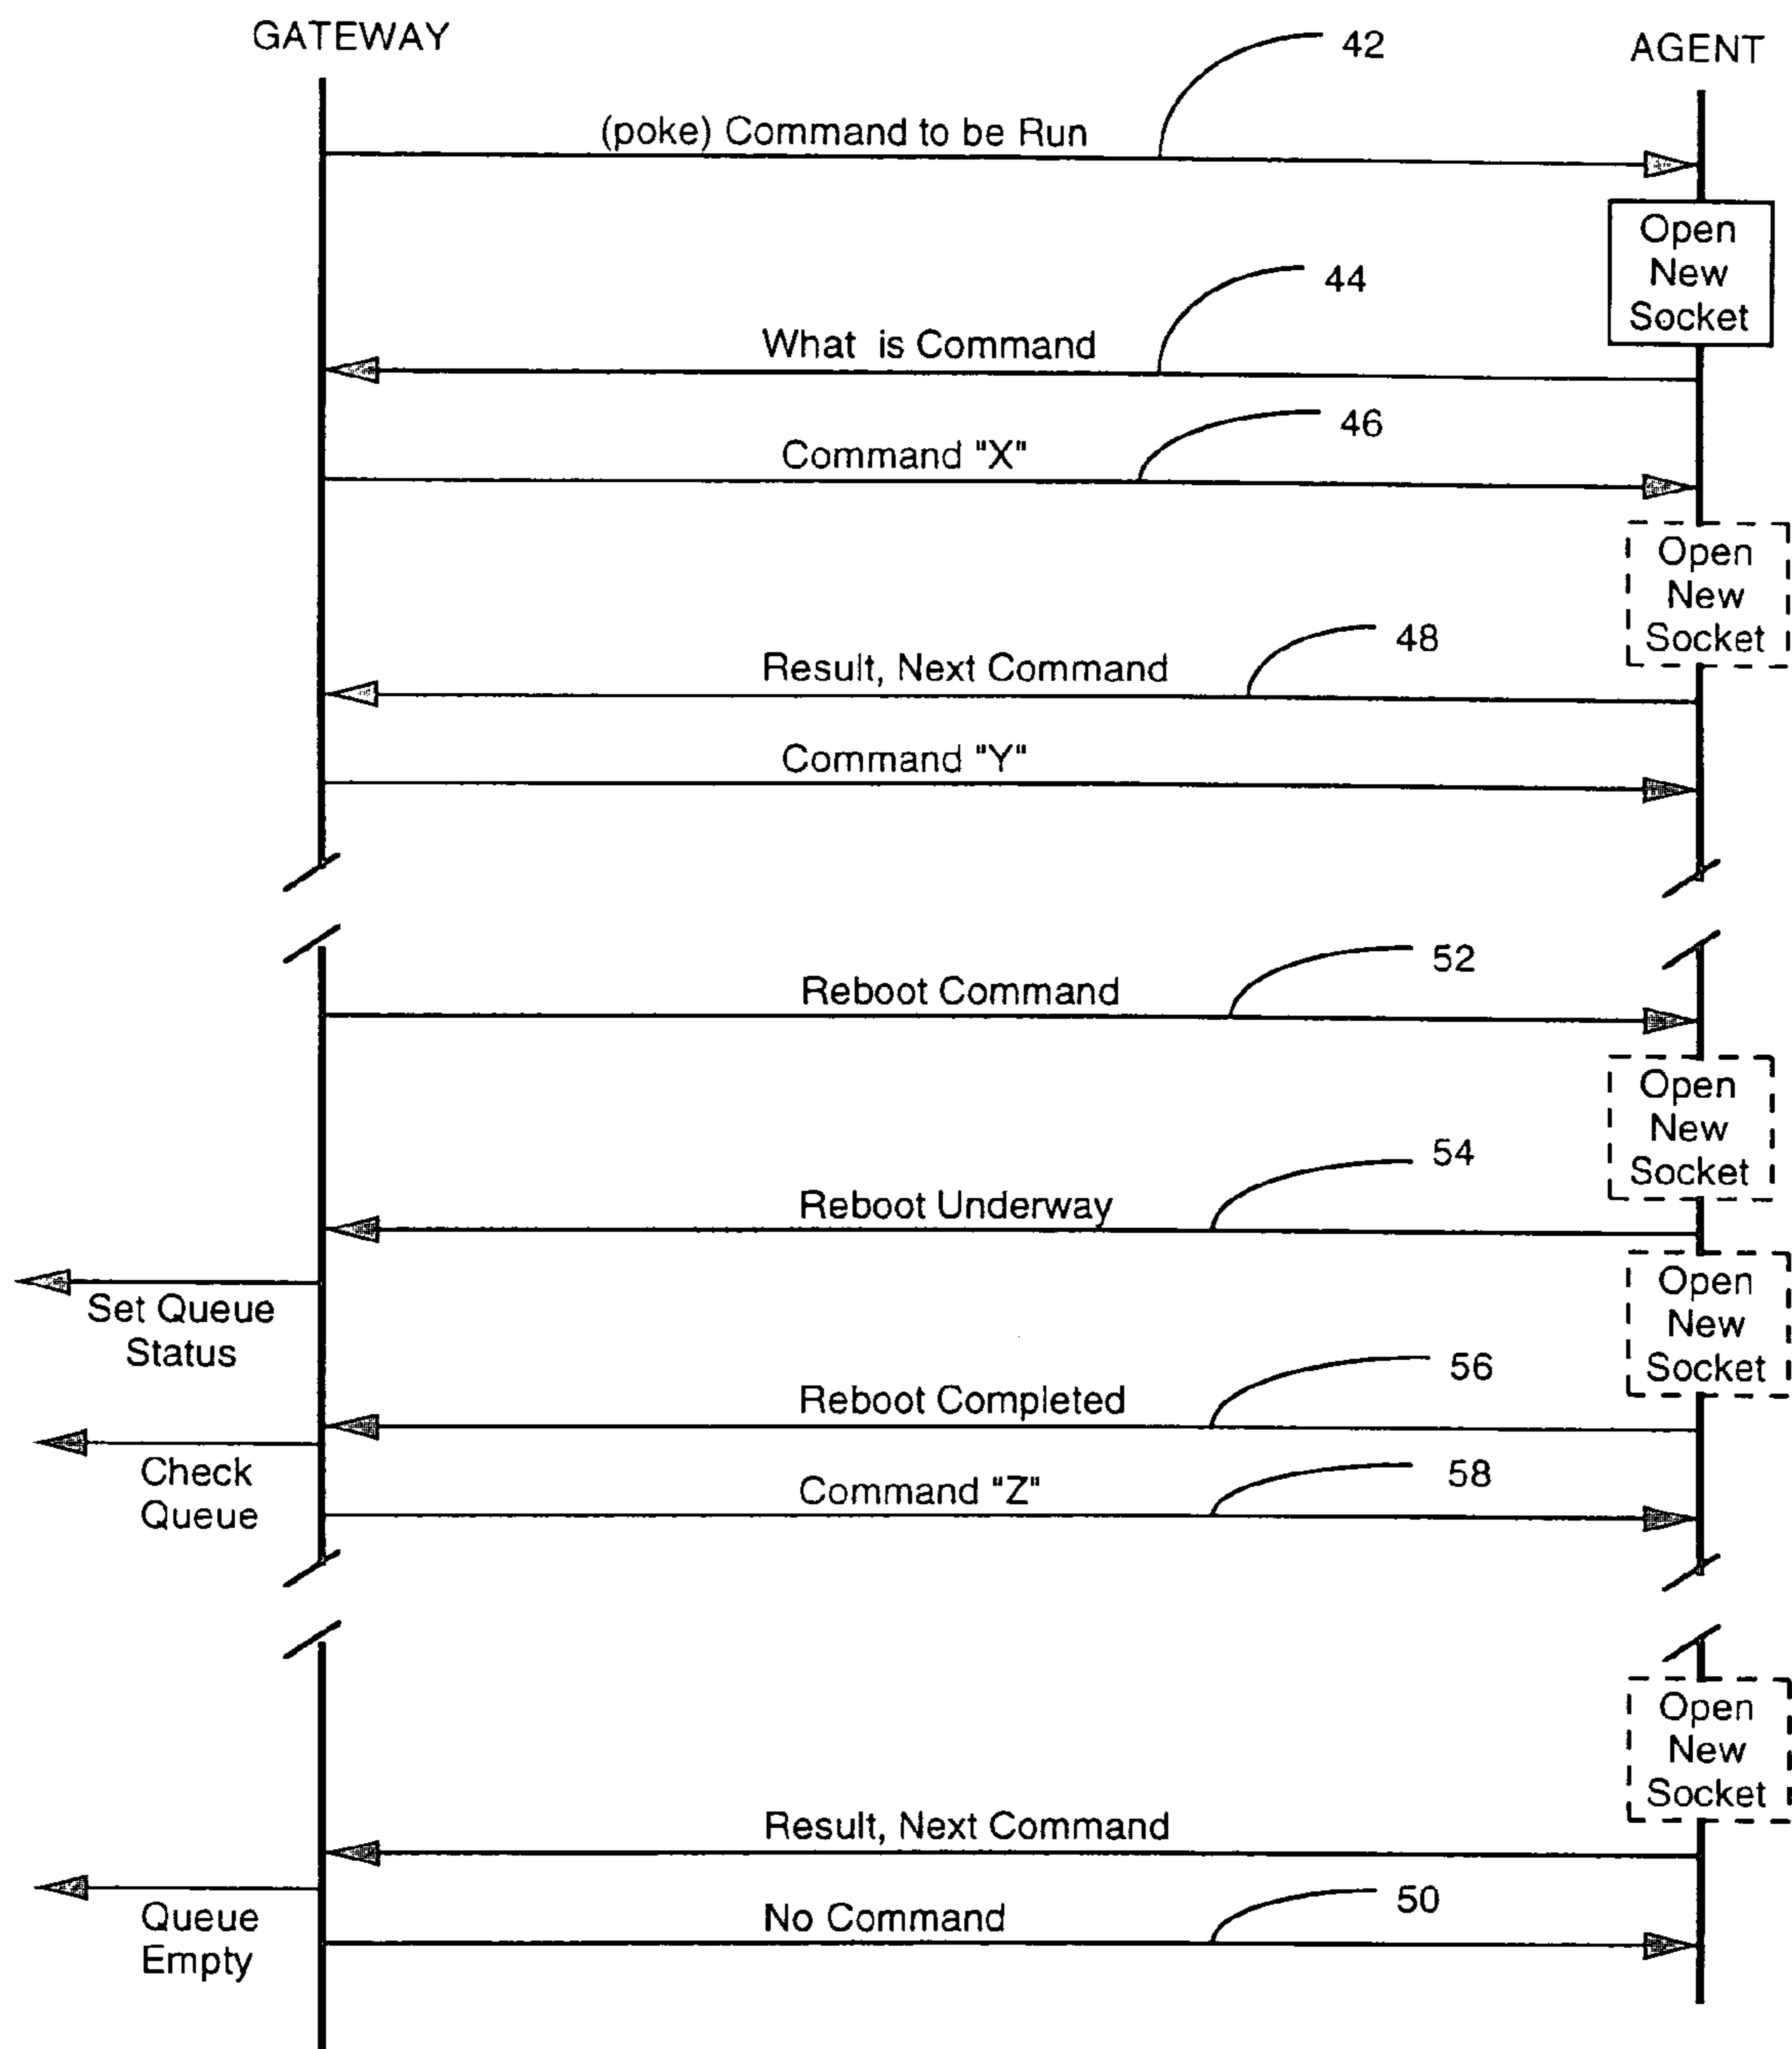 GATEWAY
AGENT
42
(poke) Command to be Run
Open
New
Socket
44
What is Command
46
Command "X"
Open
New
Socket
48
Result, Next Command
Command "Y"
52
Reboot Command
Open
New
Socket
54
Reboot Underway
Set Queue
Status
Open
New
Socket
56
Reboot Completed
Check
Queue
58
Command "Z"
Open
New
Socket
Result, Next Command
Queue
Empty
50
No Command